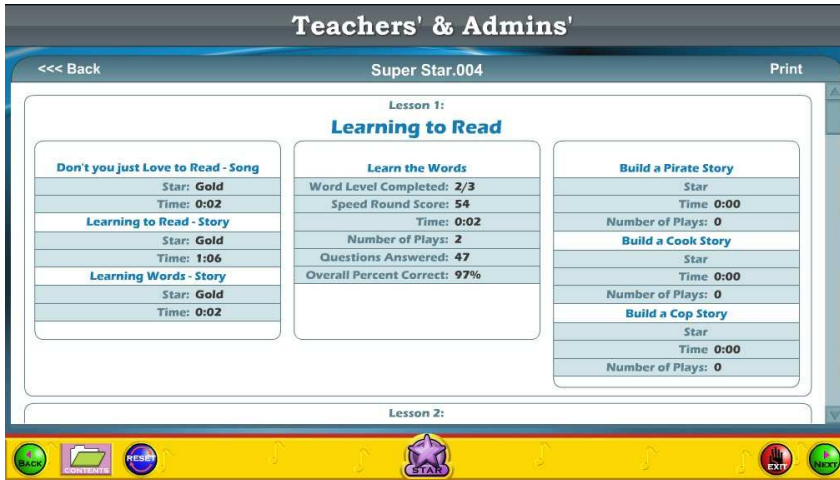 Teachers' & Admins'
<<< Back
Super Star.004
Print
Lesson 1:
Learning to Read
Don't you just Love to Read - Song
Star: Gold
Time: 0:02
Learning to Read - Story
Star: Gold
Time: 1:06
Learning Words - Story
Star: Gold
Time: 0:02
Learn the Words
Word Level Completed: 2/3
Speed Round Score: 54
Time: 0:02
Number of Plays: 2
Questions Answered: 47
Overall Percent Correct: 97%
Build a Pirate Story
Star
Time 0:00
Number of Plays: 0
Build a Cook Story
Star
Time 0:00
Number of Plays: 0
Build a Cop Story
Star
Time 0:00
Number of Plays: 0
Lesson 2:
BACK
CONTENTS
RESET
STAR
EXIT
NEXT